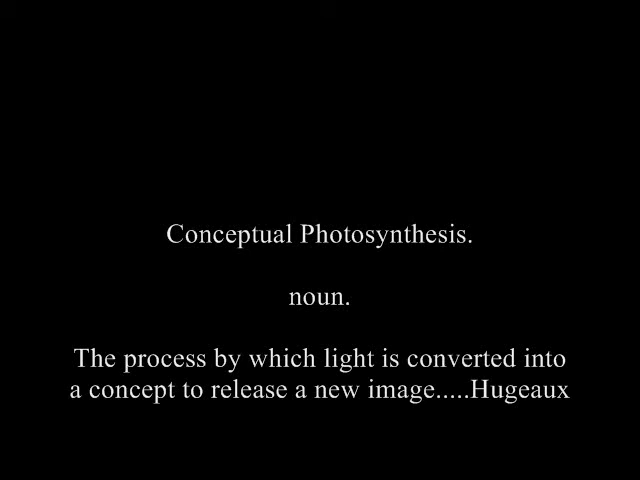 Conceptual Photosynthesis.
noun.
The process by which light is converted into
a concept to release a new image.....Hugeaux